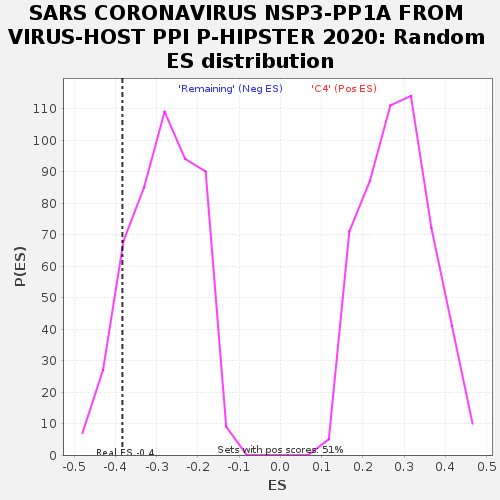 SARS CORONAVIRUS NSP3-PP1A FROM
VIRUS-HOST PPI P-HIPSTER 2020: Random
ES distribution
'Remaining' (Neg ES) 'C4' (Pos ES)
P(ES)
110
100
90
80
70
60
50
40
30
20
10
0
Real ES -0.4
Sets with pos scores: 51%
-0.5 -0.4 -0.3 -0.2 -0.1 0.0 0.1 0.2 0.3 0.4 0.5
ES